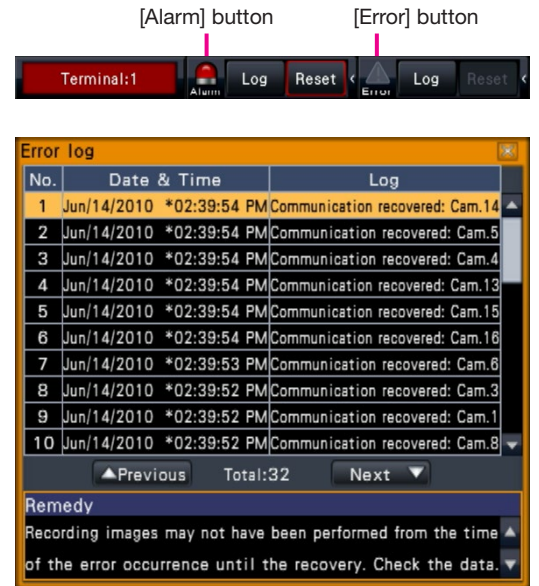 [Alarm] button [Error] button
Terminal:1 Alarm Log Reset Error Log Reset
Error log
No. Date & Time Log
1 Jun/14/2010 *02:39:54 PM Communication recovered: Cam.14
2 Jun/14/2010 *02:39:54 PM Communication recovered: Cam.5
3 Jun/14/2010 *02:39:54 PM Communication recovered: Cam.4
4 Jun/14/2010 *02:39:54 PM Communication recovered: Cam.13
5 Jun/14/2010 *02:39:54 PM Communication recovered: Cam.15
6 Jun/14/2010 *02:39:54 PM Communication recovered: Cam.16
7 Jun/14/2010 *02:39:53 PM Communication recovered: Cam.6
8 Jun/14/2010 *02:39:52 PM Communication recovered: Cam.3
9 Jun/14/2010 *02:39:52 PM Communication recovered: Cam.1
10 Jun/14/2010 *02:39:52 PM Communication recovered: Cam.8
▲Previous Total:32 Next ▼
Remedy
Recording images may not have been performed from the time
of the error occurrence until the recovery. Check the data.